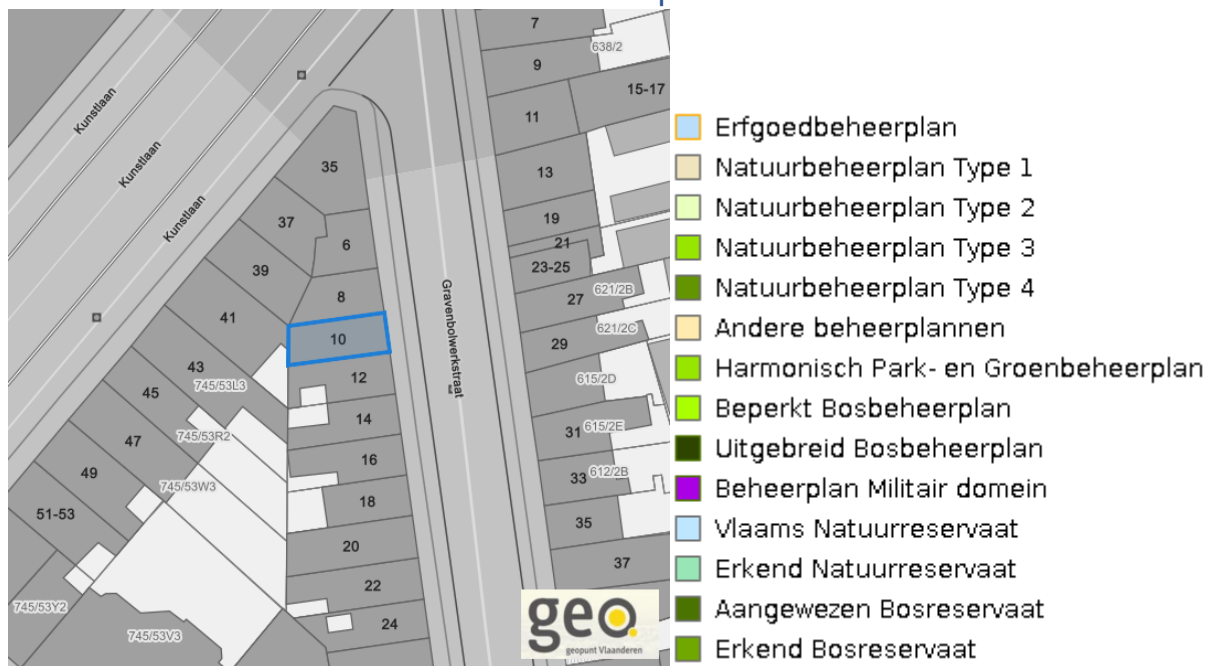 7
638/2
9
15-17
11
Kunstlaan
Kunstlaan
Kunstlaan
35
13
37
19
6
21
39
23-25
8
27
621/2B
41
10
Gravenbolwerkstraat
621/2C
29
43
12
615/2D
745/53L3
45
14
31
615/2E
745/53R2
47
16
33
612/2B
49
745/53W3
18
51-53
35
20
37
22
745/53Y2
24
745/53V3
geo
geopunt Vlaanderen
Erfgoedbeheerplan
Natuurbeheerplan Type 1
Natuurbeheerplan Type 2
Natuurbeheerplan Type 3
Natuurbeheerplan Type 4
Andere beheerplannen
Harmonisch Park- en Groenbeheerplan
Beperkt Bosbeheerplan
Uitgebreid Bosbeheerplan
Beheerplan Militair domein
Vlaams Natuurreservaat
Erkend Natuurreservaat
Aangewezen Bosreservaat
Erkend Bosreservaat